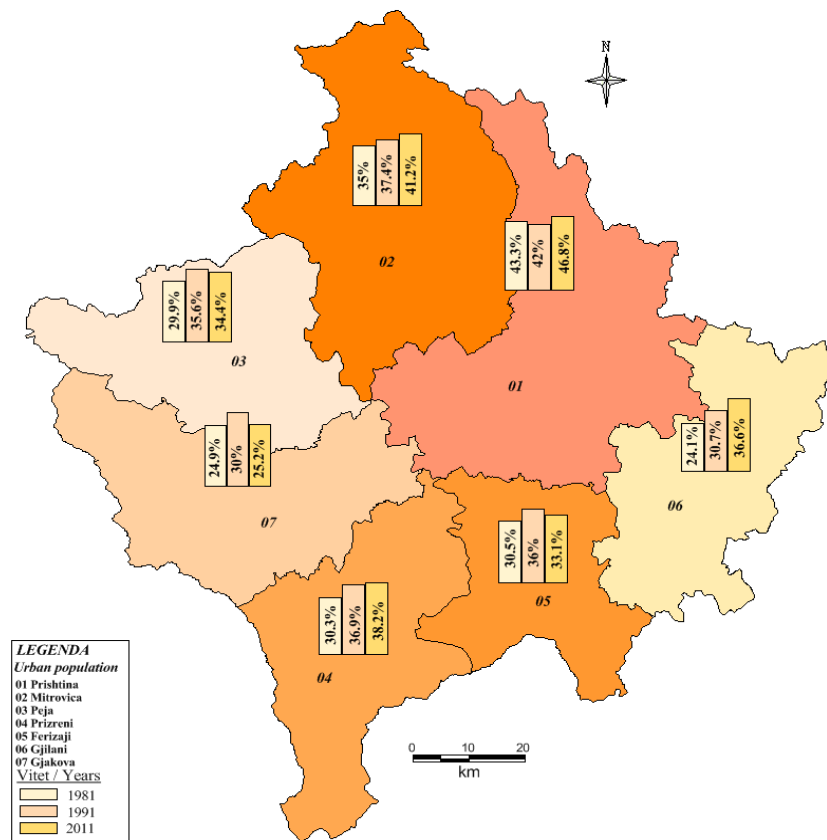 N
35%
37.4%
41.2%
02
43.3%
42%
46.8%
01
29.9%
35.6%
34.4%
03
24.9%
30%
25.2%
07
24.1%
30.7%
36.6%
06
30.5%
36%
33.1%
05
30.3%
36.9%
38.2%
04
LEGENDA
Urban population
01 Prishtina
02 Mitrovica
03 Peja
04 Prizreni
05 Ferizaji
06 Gjilani
07 Gjakova
Vitet / Years
1981
1991
2011
0 10 20
km